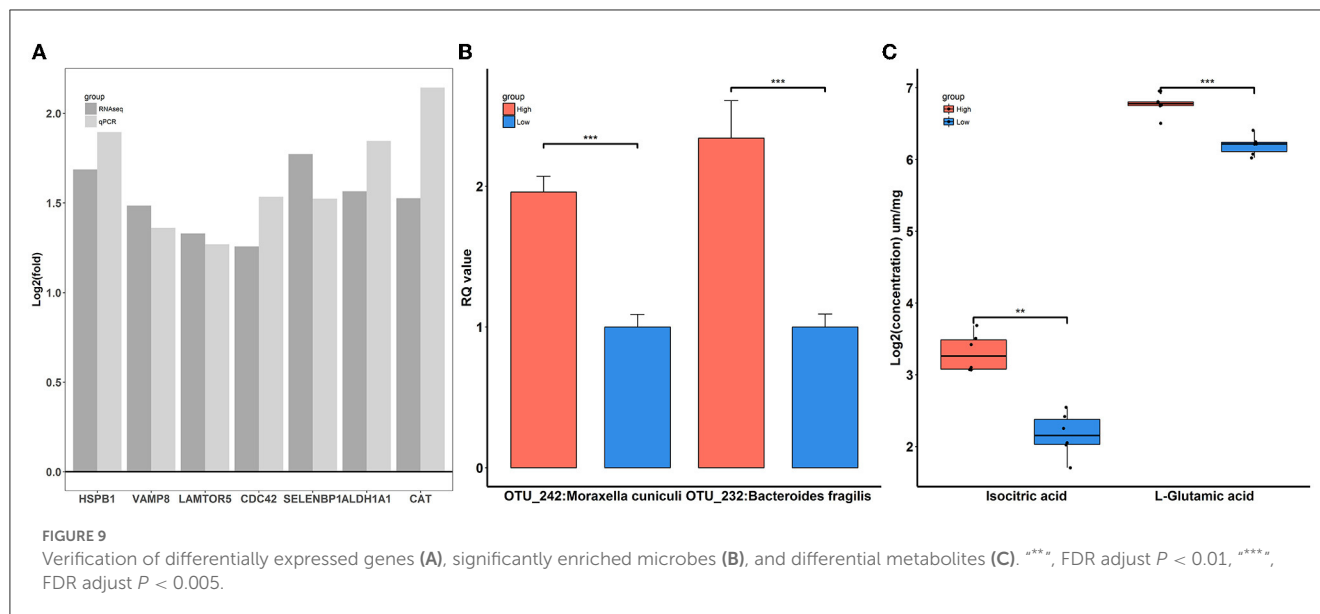 A
group
RNAseq
qPCR
Log2(fold)
2.0
1.5
1.0
0.5
0.0
HSPB1 VAMP8 LAMTOR5 CDC42 SELENBP1 ALDH1A1 CAT
B
group
High
Low
***
***
RQ value
2
1
0
OTU_242:Moraxella cuniculi OTU_232:Bacteroides fragilis
C
group
High
Low
***
**
Log2(concentration) um/mg
7
6
5
4
3
2
Isocitric acid L-Glutamic acid
FIGURE 9
Verification of differentially expressed genes (A), significantly enriched microbes (B), and differential metabolites (C). “**”, FDR adjust P < 0.01, “***”,
FDR adjust P < 0.005.